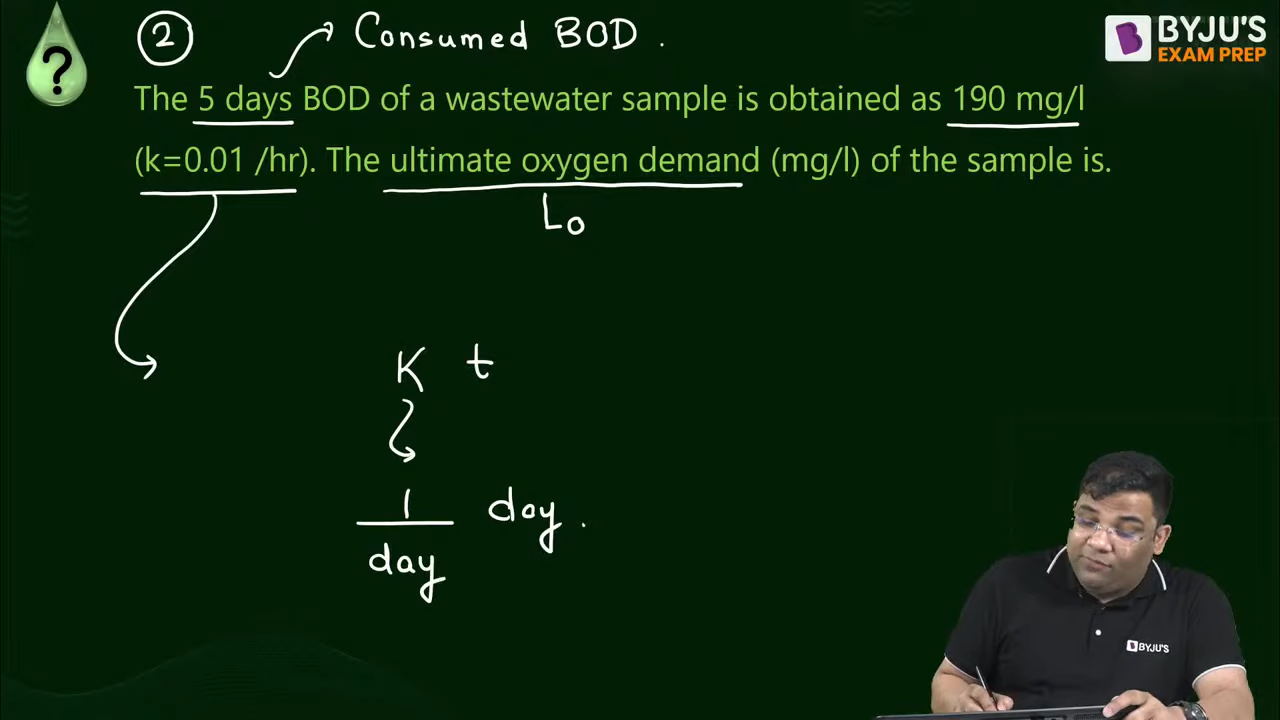 ② Consumed BOD .
BYJU'S
EXAM PREP
?
The 5 days BOD of a wastewater sample is obtained as 190 mg/l
(k=0.01 /hr). The ultimate oxygen demand (mg/l) of the sample is.
Lo
K t
1
day
day .
BYJU'S